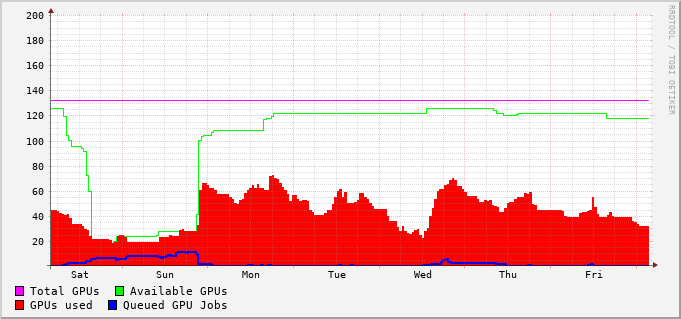 RRDTOOL / TOBI OETIKER
200
180
160
140
120
100
80
60
40
20
Sat Sun Mon Tue Wed Thu Fri
Total GPUs Available GPUs
GPUs used Queued GPU Jobs